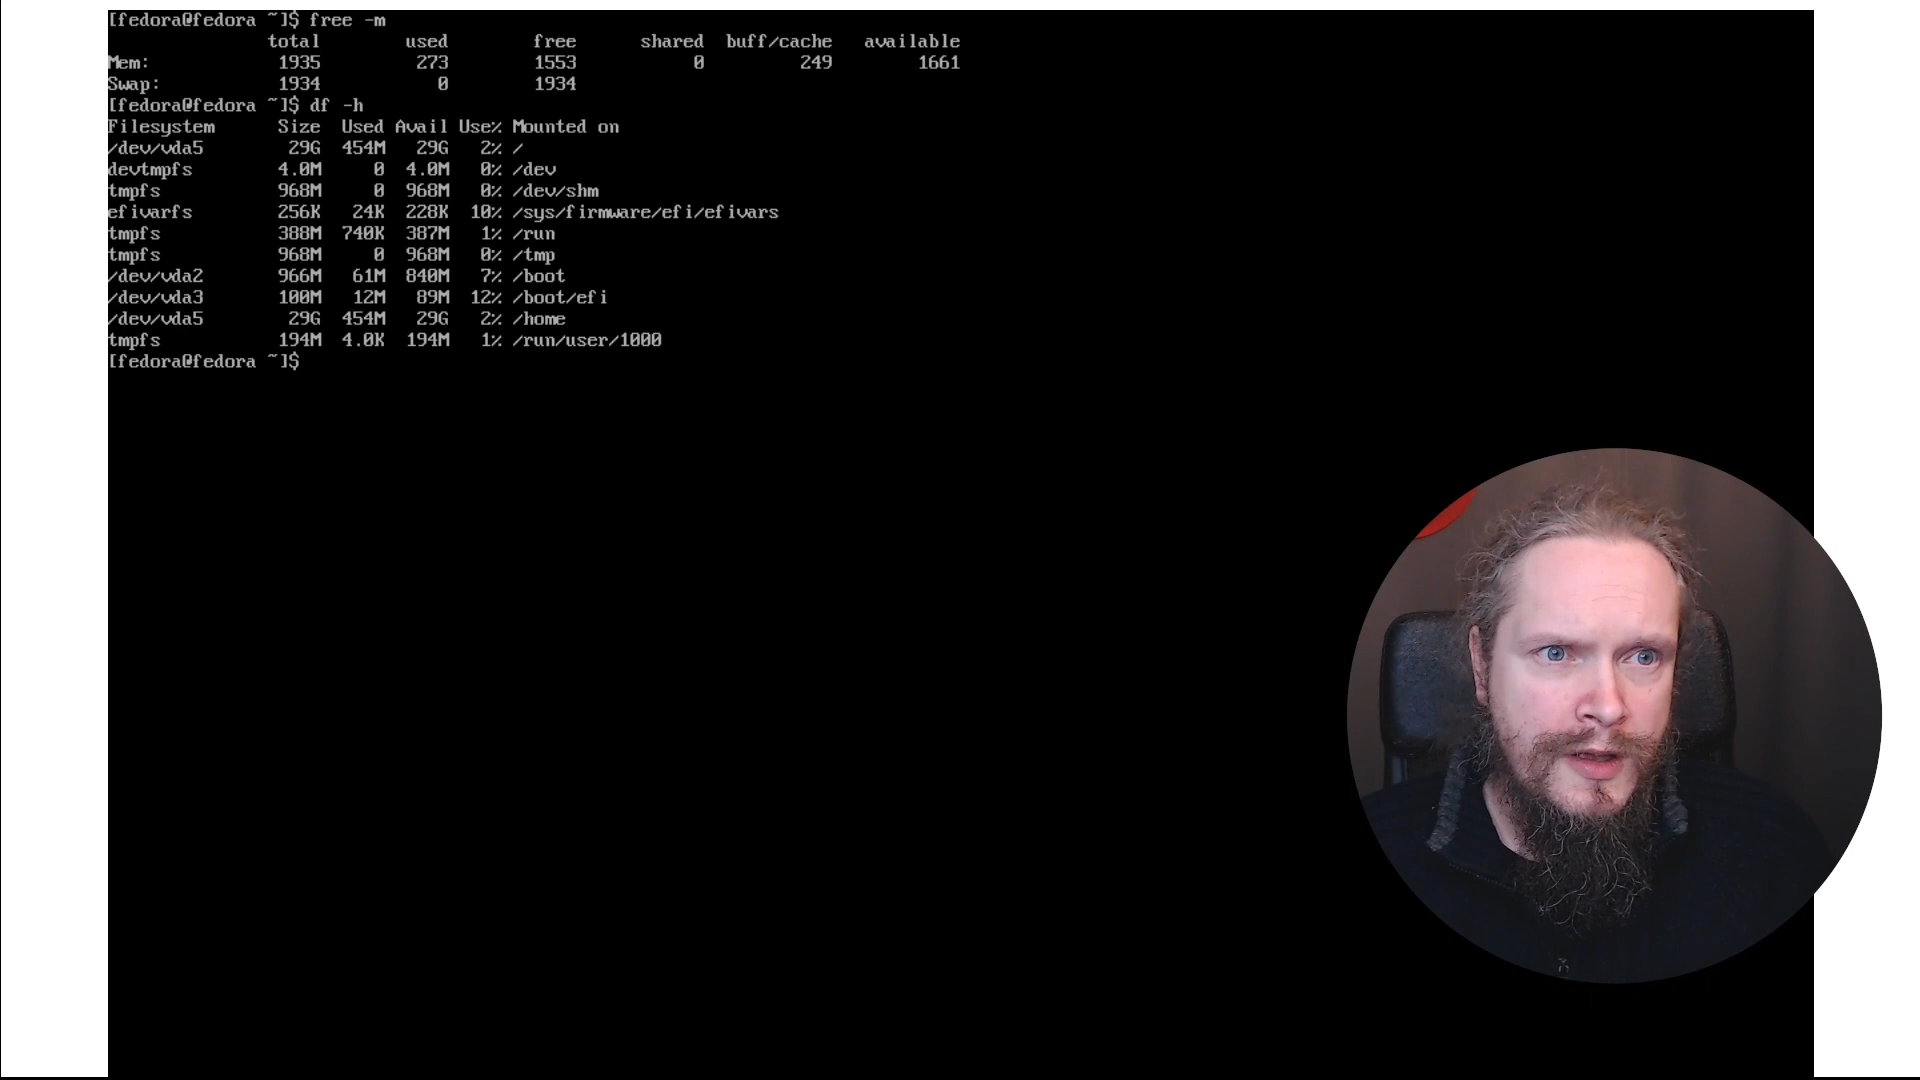 [fedora@fedora ~]$ free -m
total used free shared buff/cache available
Mem: 1935 273 1553 0 249 1661
Swap: 1934 0 1934
[fedora@fedora ~]$ df -h
Filesystem Size Used Avail Use% Mounted on
/dev/vda5 29G 454M 29G 2% /
devtmpfs 4.0M 0 4.0M 0% /dev
tmpfs 968M 0 968M 0% /dev/shm
efivarfs 256K 24K 228K 10% /sys/firmware/efi/efivars
tmpfs 388M 740K 387M 1% /run
tmpfs 968M 0 968M 0% /tmp
/dev/vda2 966M 61M 840M 7% /boot
/dev/vda3 100M 12M 89M 12% /boot/efi
/dev/vda5 29G 454M 29G 2% /home
tmpfs 194M 4.0K 194M 1% /run/user/1000
[fedora@fedora ~]$